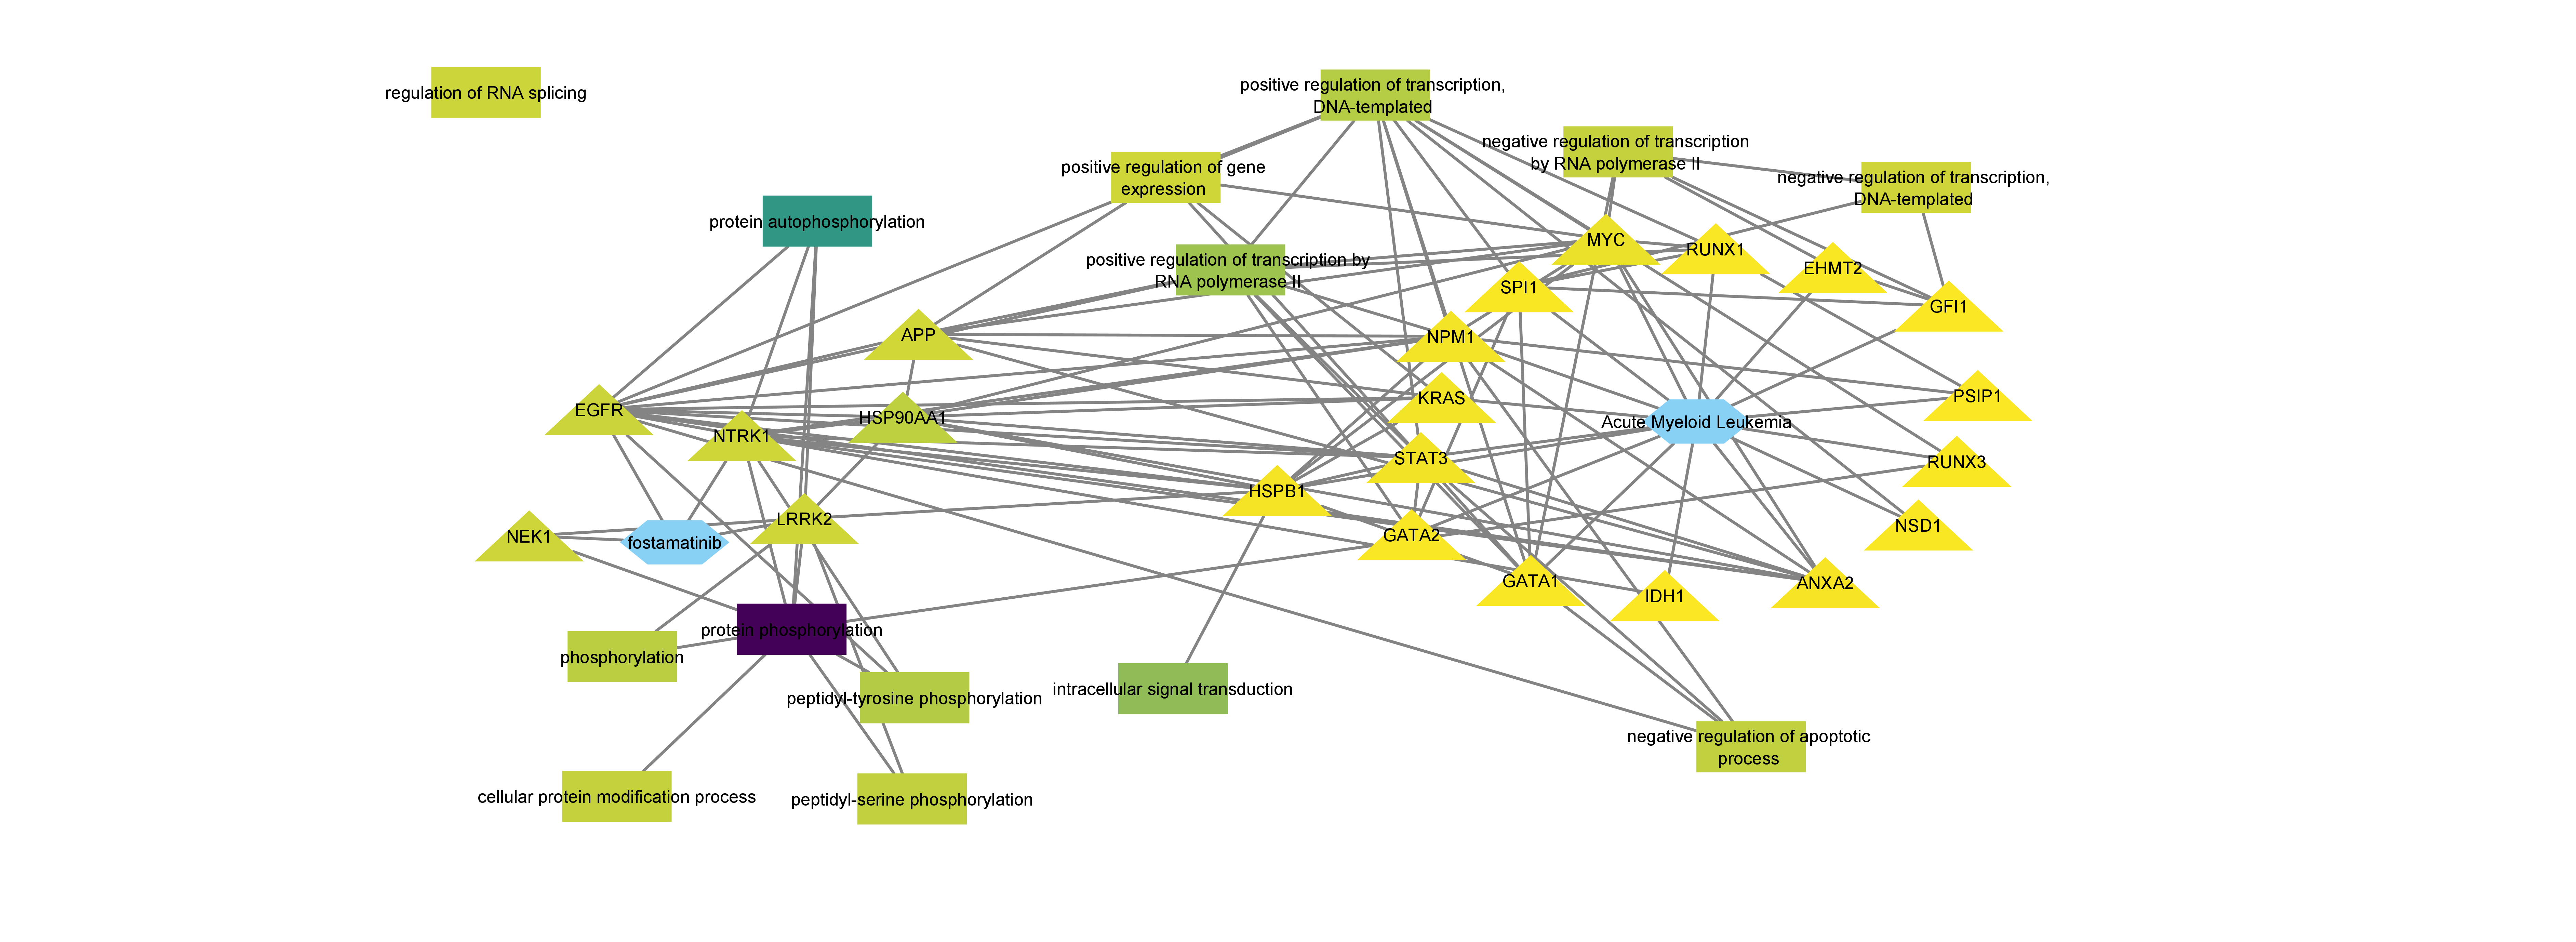 positive regulation of transcription,
DNA-templated
regulation of RNA splicing
negative regulation of transcription
by RNA polymerase II
positive regulation of gene
expression
negative regulation of transcription,
DNA-templated
protein autophosphorylation
MYC
RUNX1
positive regulation of transcription by
RNA polymerase II
EHMT2
SPI1
GFI1
APP
NPM1
KRAS
PSIP1
EGFR
HSP90AA1
Acute Myeloid Leukemia
NTRK1
STAT3
RUNX3
HSPB1
LRRK2
NSD1
NEK1
fostamatinib
GATA2
GATA1
ANXA2
IDH1
protein phosphorylation
phosphorylation
intracellular signal transduction
peptidyl-tyrosine phosphorylation
negative regulation of apoptotic
process
cellular protein modification process
peptidyl-serine phosphorylation